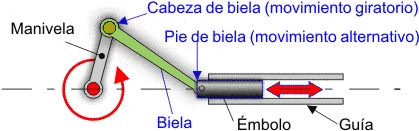 Cabeza de biela (movimiento giratorio)
Manivela
Pie de biela (movimiento alternativo)
Biela
Émbolo
Guía